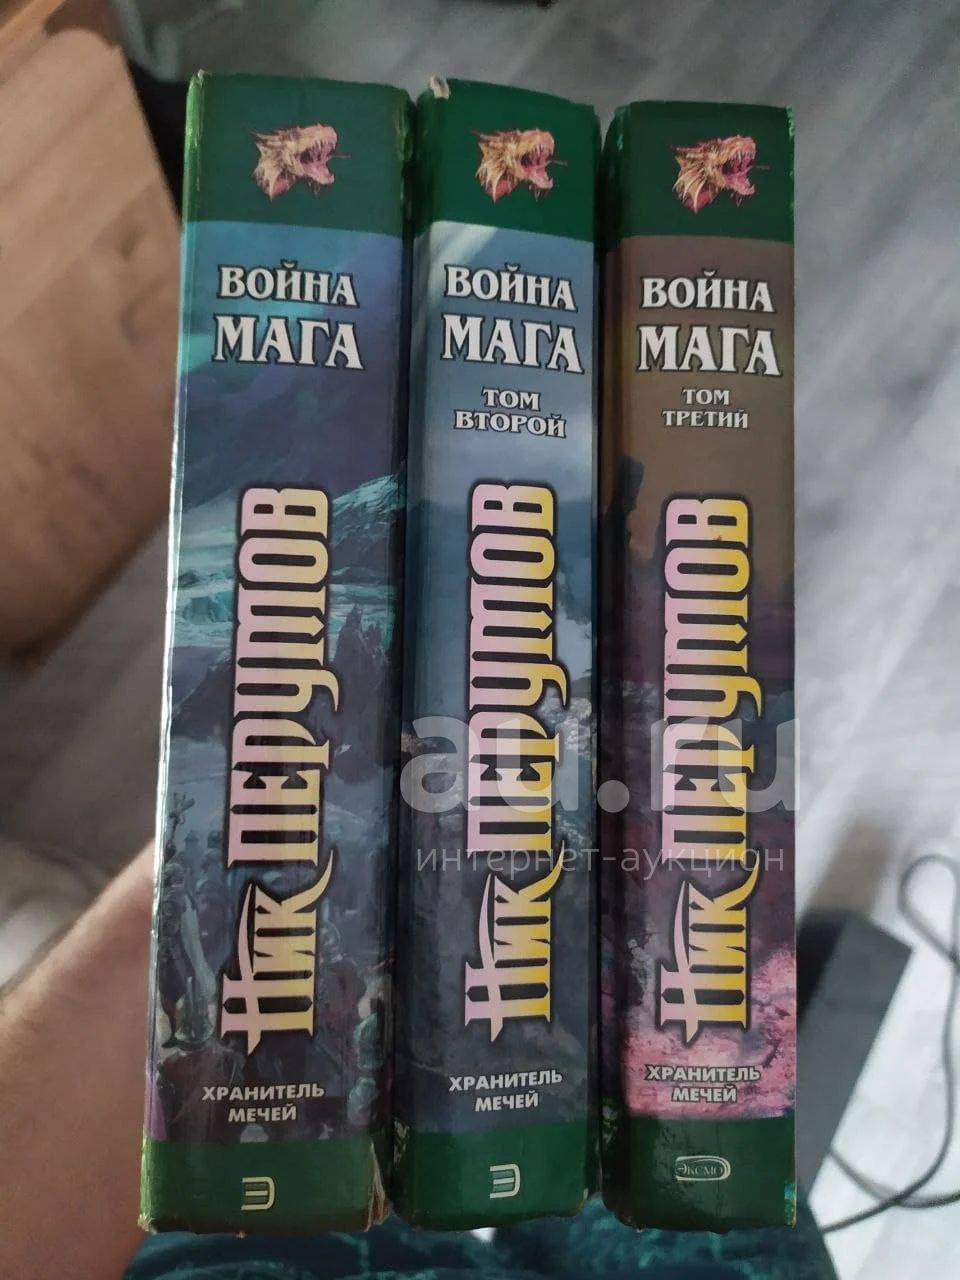 ВОЙНА
МАГА
НИК ПЕРУМОВ
ХРАНИТЕЛЬ
МЕЧЕЙ
Э
ВОЙНА
МАГА
ТОМ
ВТОРОЙ
НИК ПЕРУМОВ
ХРАНИТЕЛЬ
МЕЧЕЙ
Э
ВОЙНА
МАГА
ТОМ
ТРЕТИЙ
НИК ПЕРУМОВ
ХРАНИТЕЛЬ
МЕЧЕЙ
ЭКСМО
au.ru
интернет-аукцион